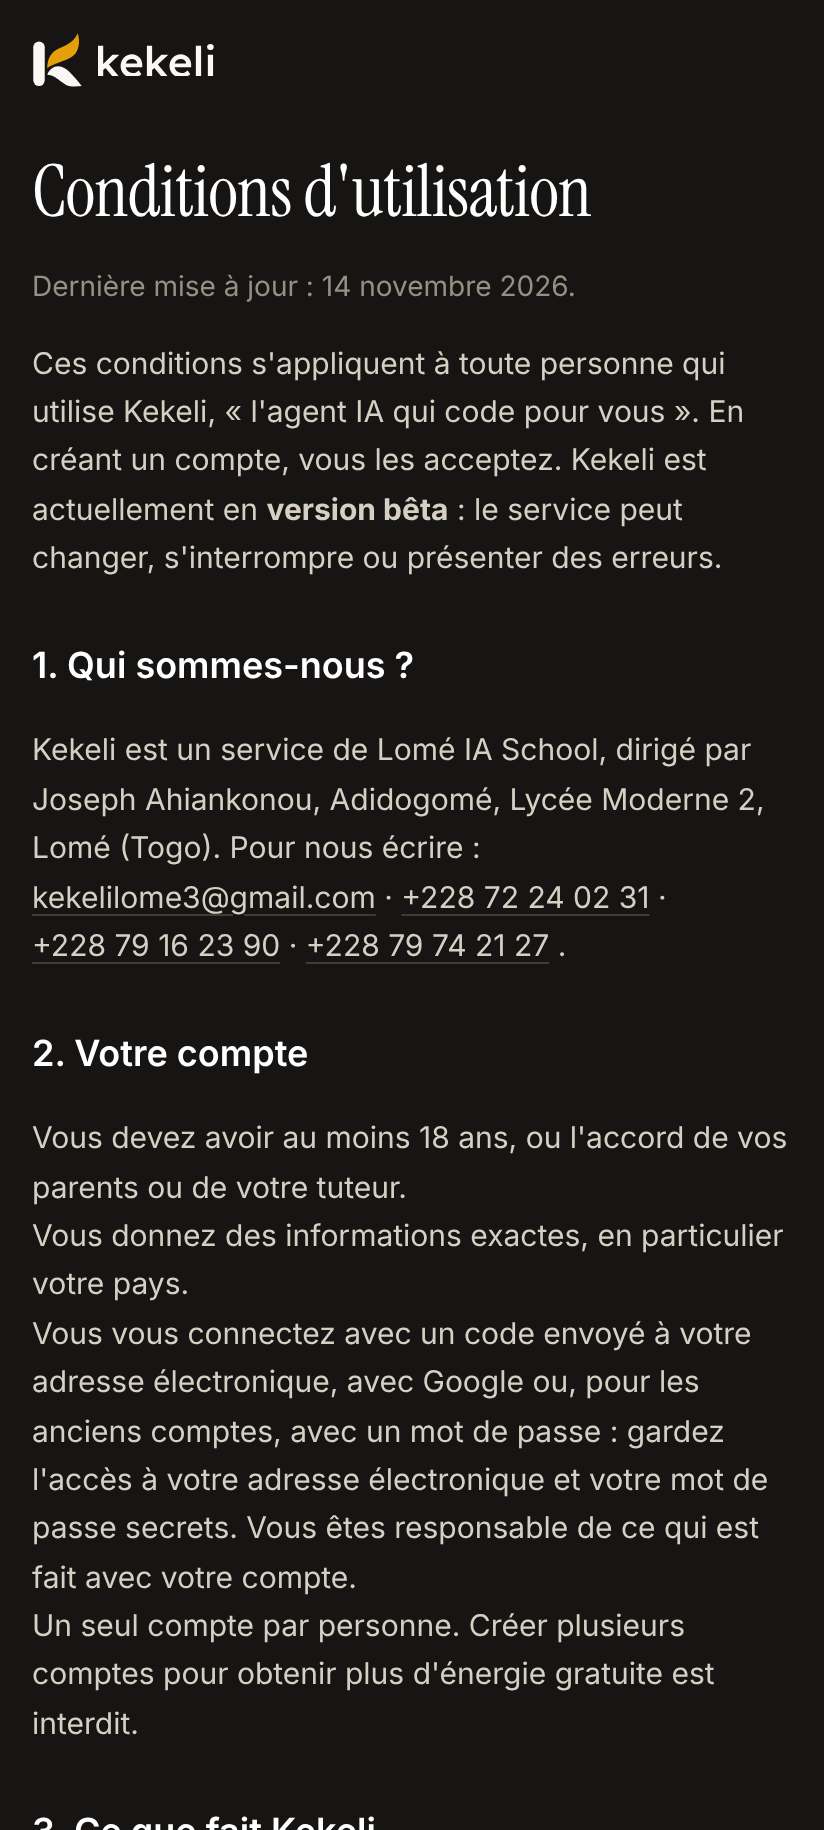 kekeli
Conditions d'utilisation
Dernière mise à jour : 14 novembre 2026.
Ces conditions s'appliquent à toute personne qui
utilise Kekeli, « l'agent IA qui code pour vous ». En
créant un compte, vous les acceptez. Kekeli est
actuellement en version bêta : le service peut
changer, s'interrompre ou présenter des erreurs.
1. Qui sommes-nous ?
Kekeli est un service de Lomé IA School, dirigé par
Joseph Ahiankonou, Adidogomé, Lycée Moderne 2,
Lomé (Togo). Pour nous écrire :
kekelilome3@gmail.com · +228 72 24 02 31 ·
+228 79 16 23 90 · +228 79 74 21 27 .
2. Votre compte
Vous devez avoir au moins 18 ans, ou l'accord de vos
parents ou de votre tuteur.
Vous donnez des informations exactes, en particulier
votre pays.
Vous vous connectez avec un code envoyé à votre
adresse électronique, avec Google ou, pour les
anciens comptes, avec un mot de passe : gardez
l'accès à votre adresse électronique et votre mot de
passe secrets. Vous êtes responsable de ce qui est
fait avec votre compte.
Un seul compte par personne. Créer plusieurs
comptes pour obtenir plus d'énergie gratuite est
interdit.
3. Ce que fait Kekeli